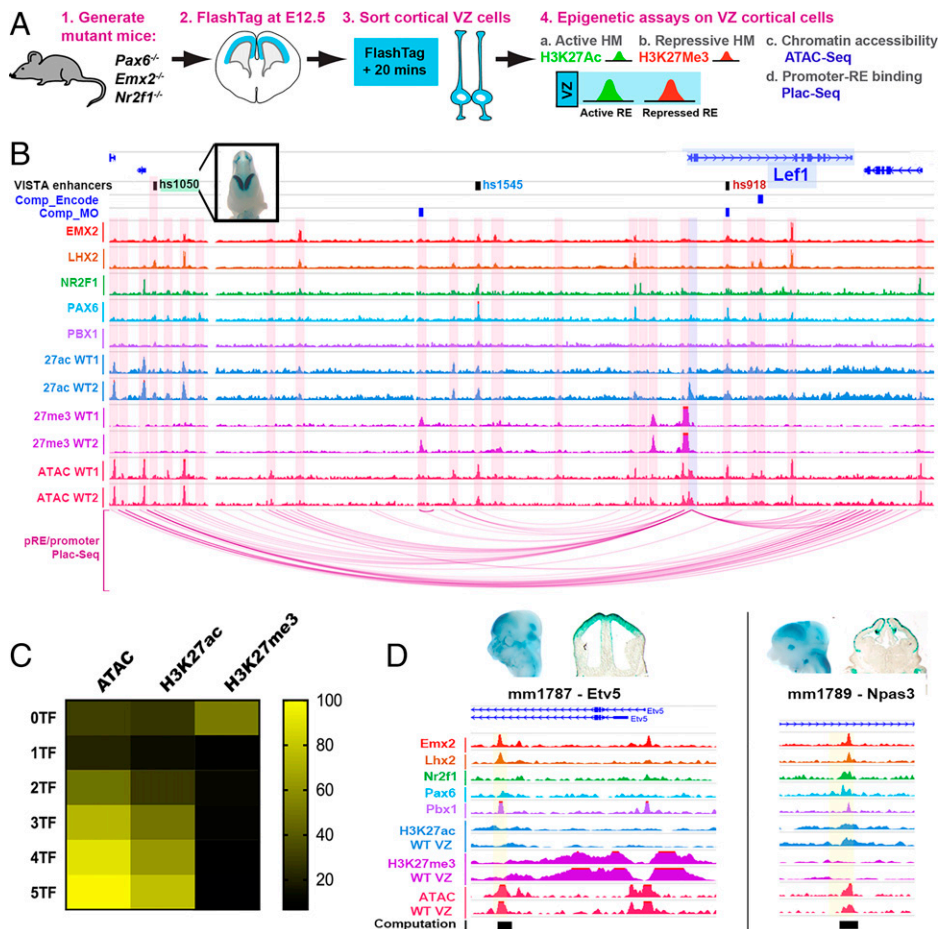 A
1. Generate
mutant mice:
Pax6-/-
Emx2-/-
Nr2f1-/-
2. FlashTag at E12.5
3. Sort cortical VZ cells
FlashTag
+ 20 mins
4. Epigenetic assays on VZ cortical cells
a. Active HM
H3K27Ac
b. Repressive HM
H3K27Me3
c. Chromatin accessibility
ATAC-Seq
d. Promoter-RE binding
Plac-Seq
VZ
Active RE
Repressed RE
B
Lef1
VISTA enhancers
hs1050
hs1545
hs918
Comp_Encode
Comp_MO
EMX2
LHX2
NR2F1
PAX6
PBX1
27ac WT1
27ac WT2
27me3 WT1
27me3 WT2
ATAC WT1
ATAC WT2
pRE/promoter
Plac-Seq
C
ATAC
H3K27ac
H3K27me3
0TF
1TF
2TF
3TF
4TF
5TF
100
80
60
40
20
D
mm1787 - Etv5
mm1789 - Npas3
Etv5
Etv5
Emx2
Lhx2
Nr2f1
Pax6
Pbx1
H3K27ac
WT VZ
H3K27me3
WT VZ
ATAC
WT VZ
Computation